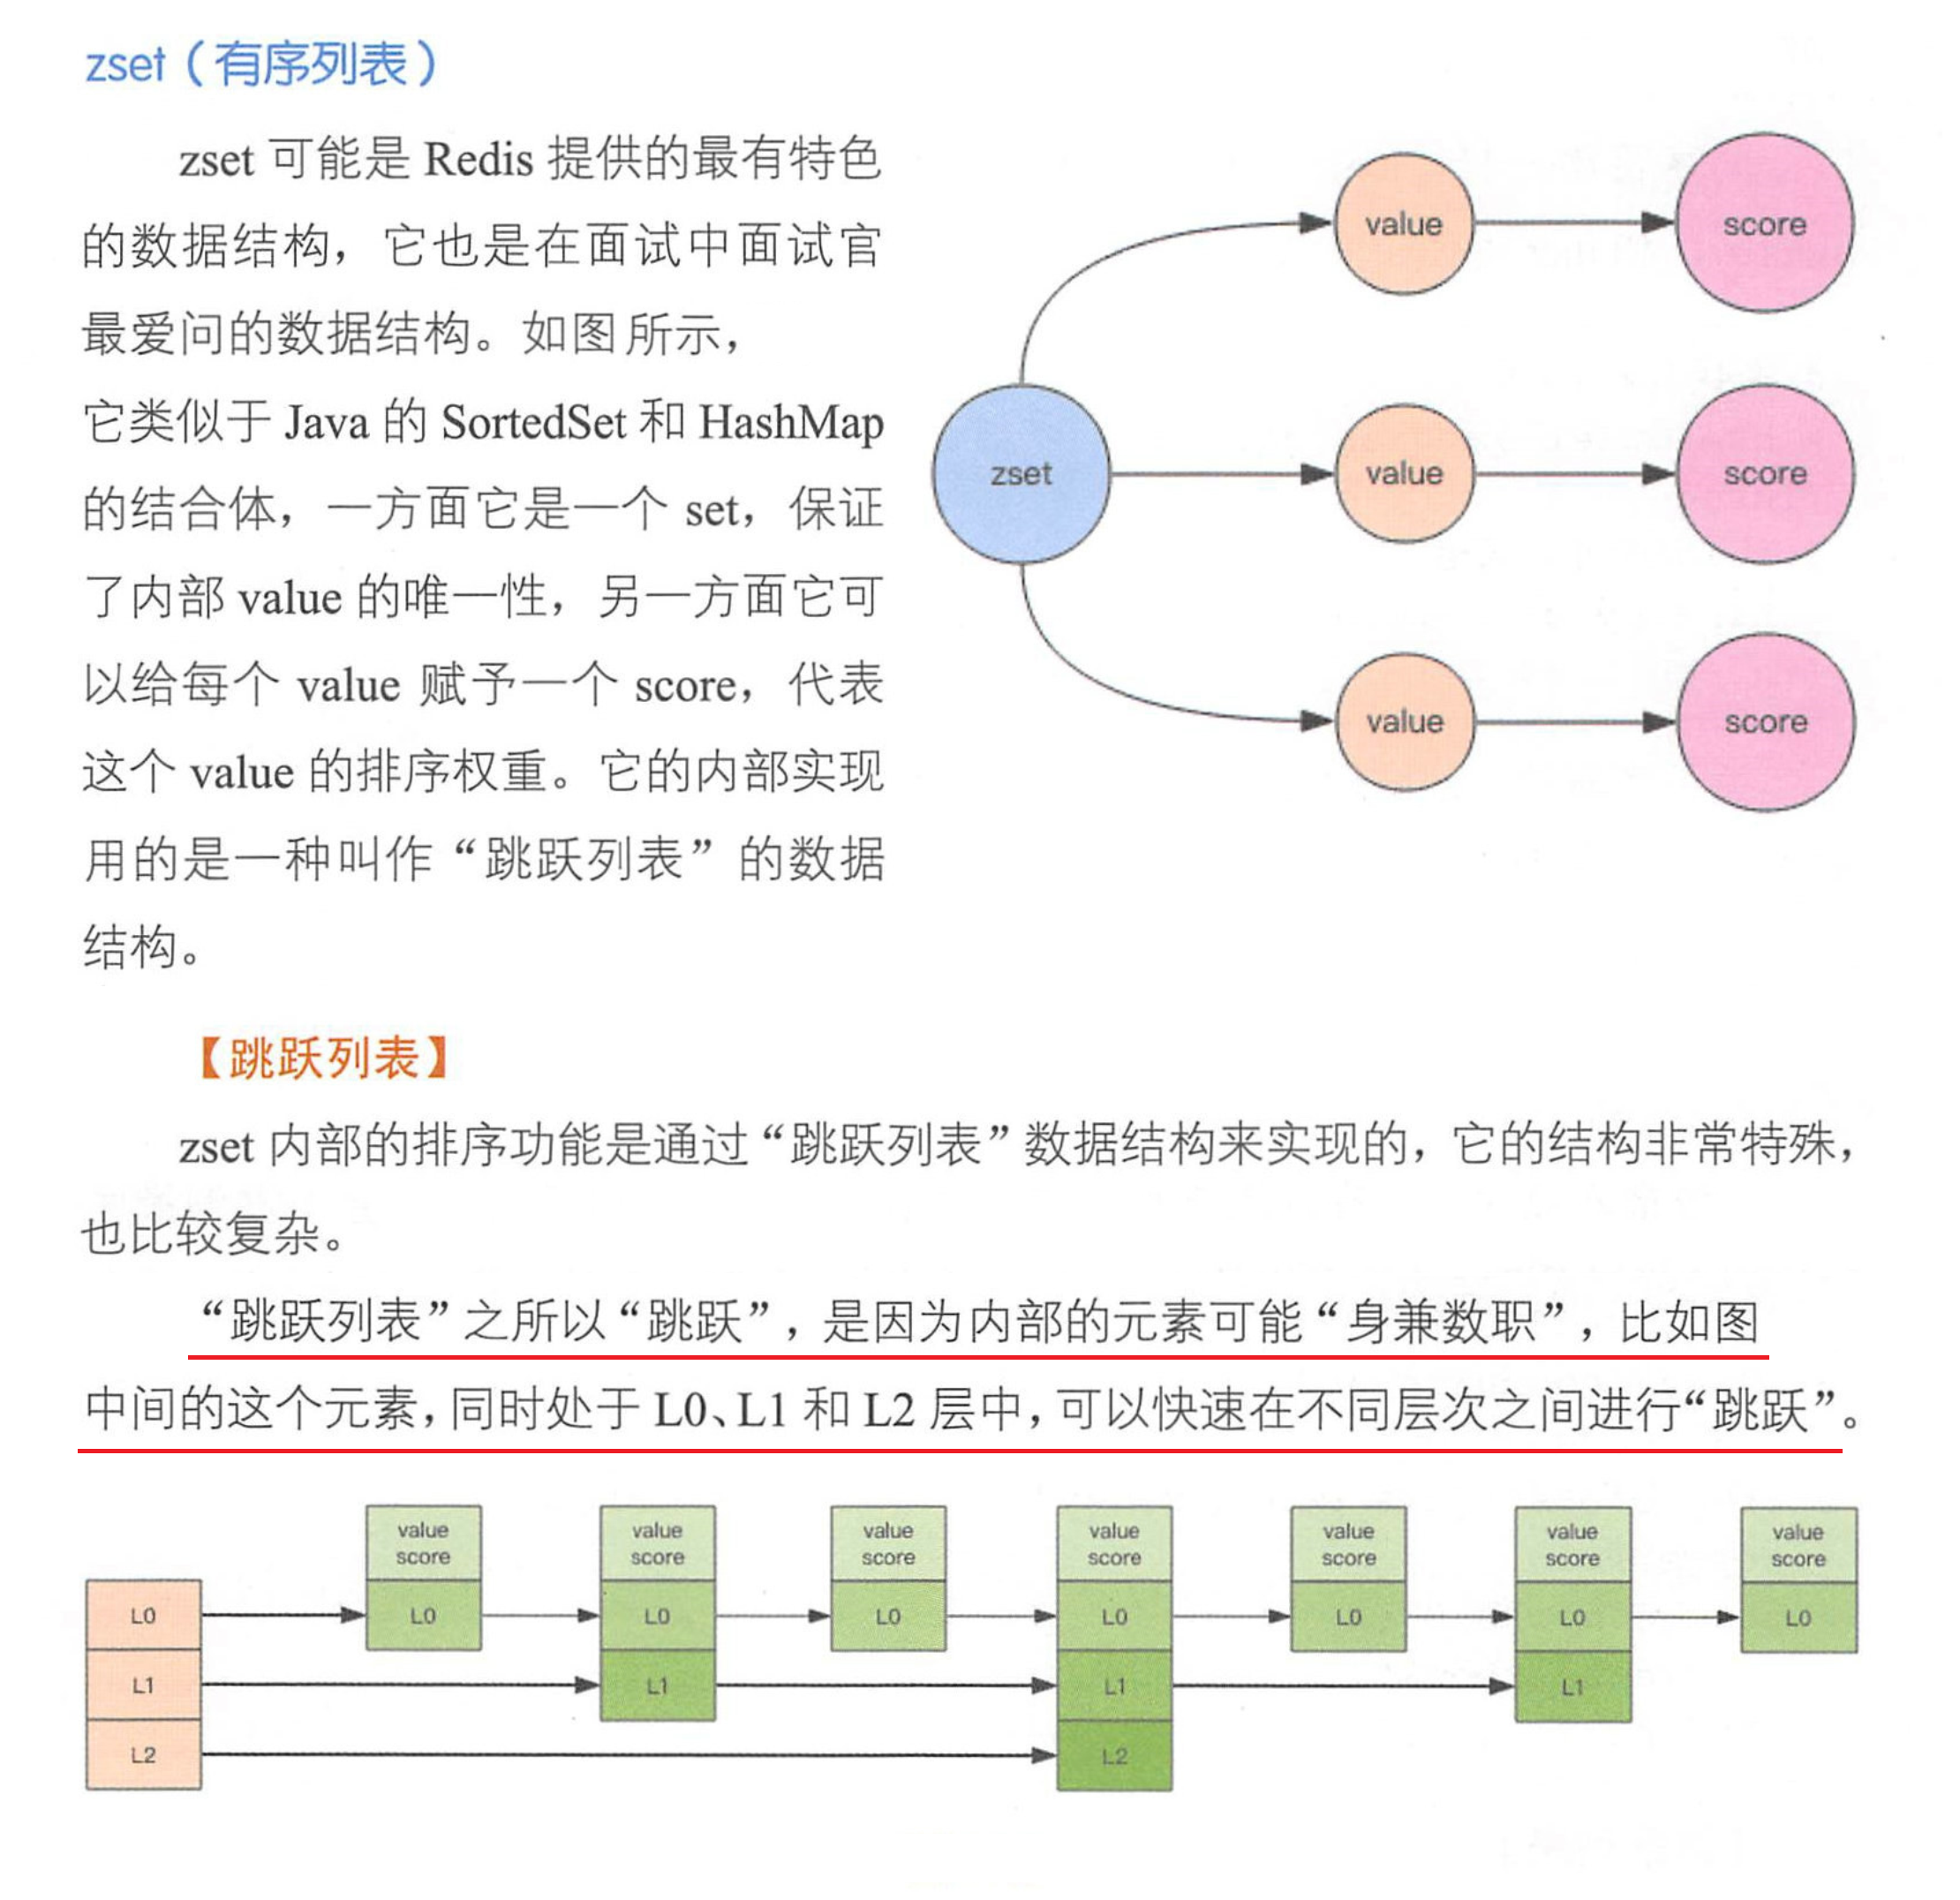 zset（有序列表）
zset 可能是 Redis 提供的最有特色
的数据结构，它也是在面试中面试官
最爱问的数据结构。如图所示，
它类似于 Java 的 SortedSet 和 HashMap
的结合体，一方面它是一个 set，保证
了内部 value 的唯一性，另一方面它可
以给每个 value 赋予一个 score，代表
这个 value 的排序权重。它的内部实现
用的是一种叫作“跳跃列表”的数据
结构。
value score
zset value score
value score
【跳跃列表】
zset 内部的排序功能是通过“跳跃列表”数据结构来实现的，它的结构非常特殊，
也比较复杂。
“跳跃列表”之所以“跳跃”，是因为内部的元素可能“身兼数职”，比如图
中间的这个元素，同时处于 L0、L1 和 L2 层中，可以快速在不同层次之间进行“跳跃”。
value value value value value value value
score score score score score score score
L0 L0 L0 L0 L0 L0 L0 L0
L1 L1 L1 L1
L2 L2